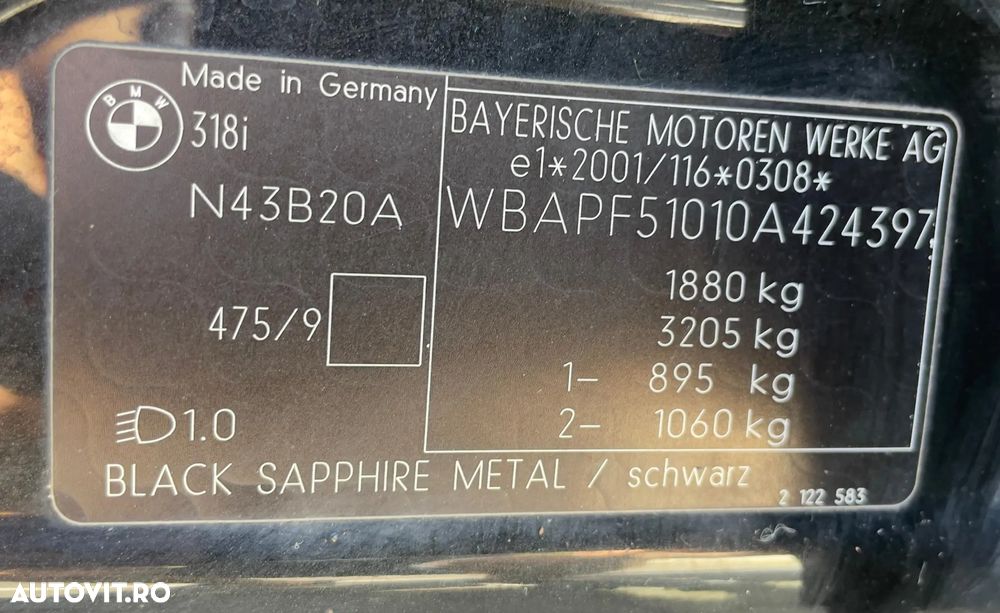 Made in Germany
BMW
318i
N43B20A
475/9
1.0
BAYERISCHE MOTOREN WERKE AG
e1*2001/116*0308*
WBAPF51010A424397
1880 kg
3205 kg
1- 895 kg
2- 1060 kg
BLACK SAPPHIRE METAL / schwarz
2 122 583
AUTOVIT.RO